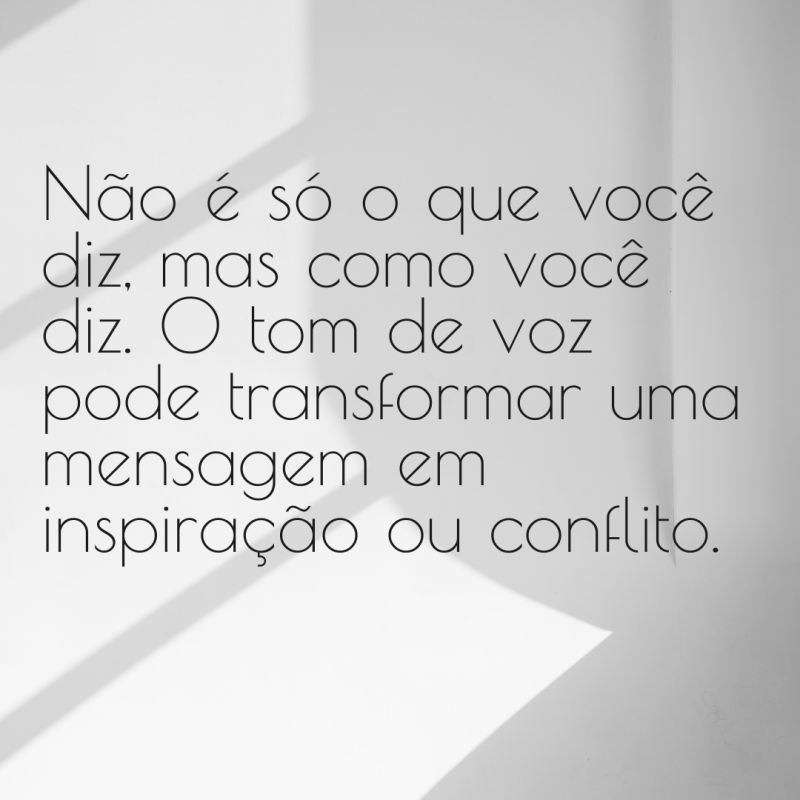 Não é só o que você
diz, mas como você
diz. O tom de voz
pode transformar uma
mensagem em
inspiração ou conflito.